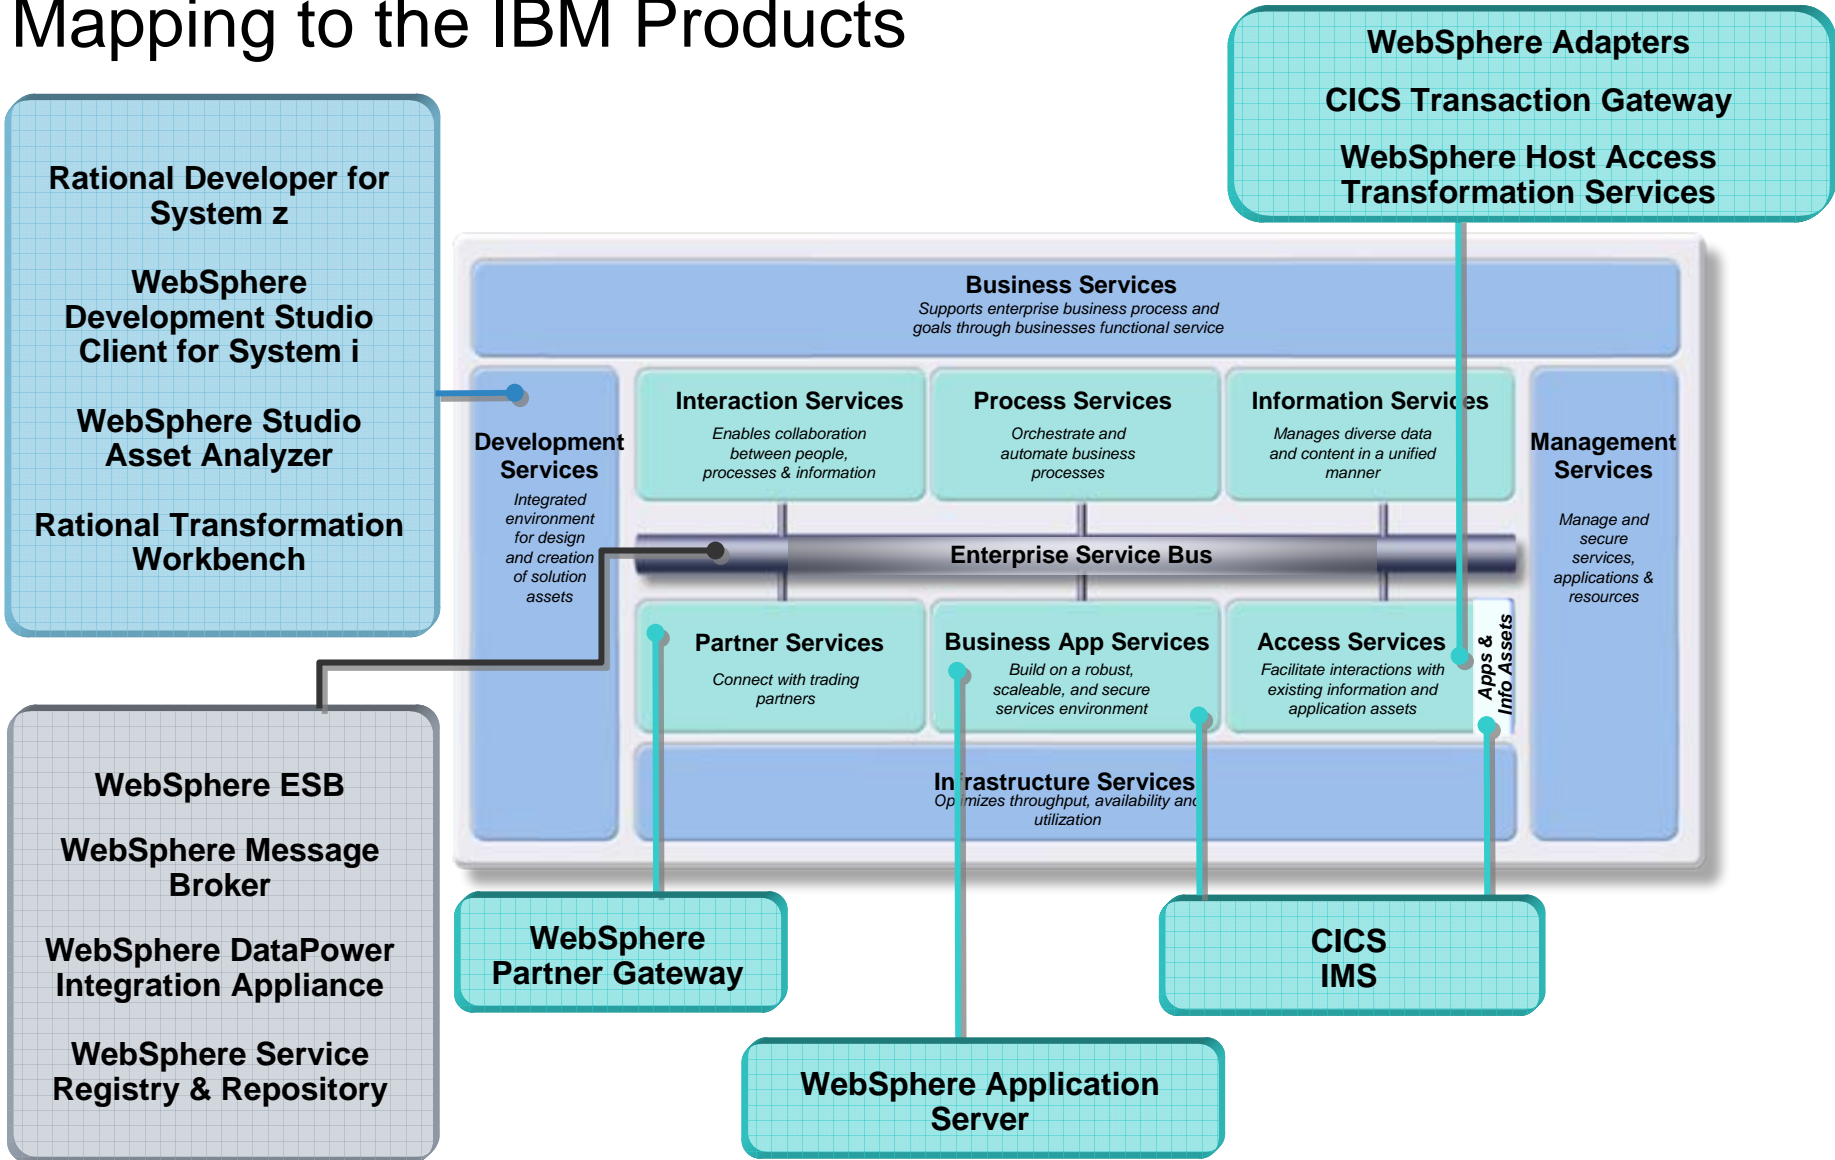 Mapping to the IBM Products
WebSphere Adapters
CICS Transaction Gateway
WebSphere Host Access
Transformation Services
Rational Developer for
System z
WebSphere
Development Studio
Client for System i
WebSphere Studio
Asset Analyzer
Rational Transformation
Workbench
Business Services
Supports enterprise business process and
goals through businesses functional service
Development
Services
Integrated
environment
for design
and creation
of solution
assets
Interaction Services
Enables collaboration
between people,
processes & information
Process Services
Orchestrate and
automate business
processes
Information Services
Manages diverse data
and content in a unified
manner
Management
Services
Manage and
secure
services,
applications &
resources
Enterprise Service Bus
Partner Services
Connect with trading
partners
Business App Services
Build on a robust,
scaleable, and secure
services environment
Access Services
Facilitate interactions with
existing information and
application assets
Apps &
Info Assets
Infrastructure Services
Optimizes throughput, availability and
utilization
WebSphere ESB
WebSphere Message
Broker
WebSphere DataPower
Integration Appliance
WebSphere Service
Registry & Repository
WebSphere
Partner Gateway
CICS
IMS
WebSphere Application
Server